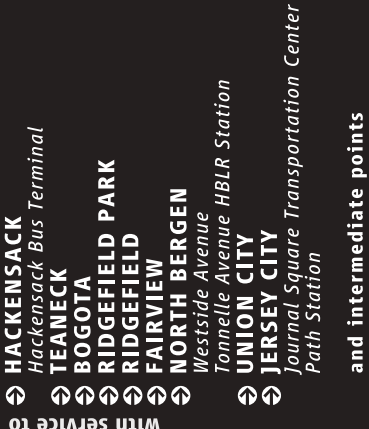 with service to
HACKENSACK
Hackensack Bus Terminal
TEANECK
BOGOTA
RIDGEFIELD PARK
RIDGEFIELD
FAIRVIEW
NORTH BERGEN
Westside Avenue
Tonnelle Avenue HBLR Station
UNION CITY
JERSEY CITY
Journal Square Transportation Center
Path Station
and intermediate points